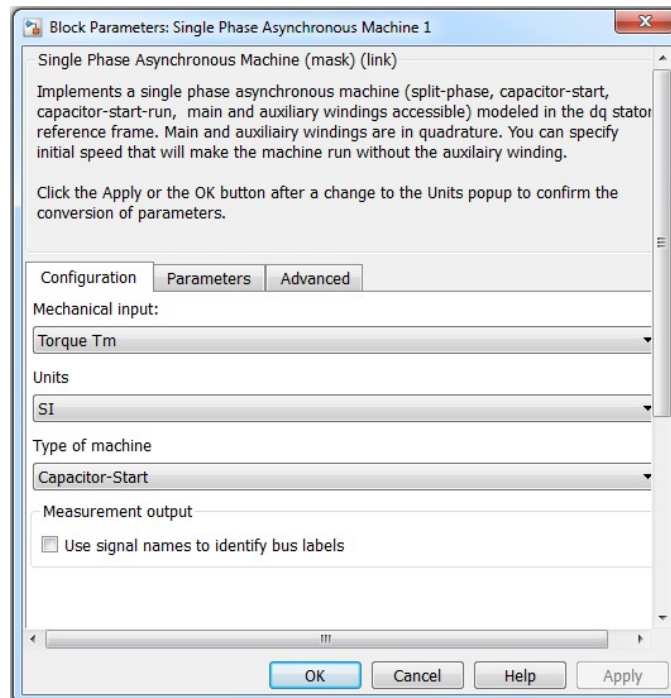 Block Parameters: Single Phase Asynchronous Machine 1
Single Phase Asynchronous Machine (mask) (link)
Implements a single phase asynchronous machine (split-phase, capacitor-start,
capacitor-start-run,  main and auxiliary windings accessible) modeled in the dq stator
reference frame. Main and auxiliairy windings are in quadrature. You can specify
initial speed that will make the machine run without the auxilairy winding.
Click the Apply or the OK button after a change to the Units popup to confirm the
conversion of parameters.
Configuration Parameters Advanced
Mechanical input:
Torque Tm
Units
SI
Type of machine
Capacitor-Start
Measurement output
Use signal names to identify bus labels
OK Cancel Help Apply